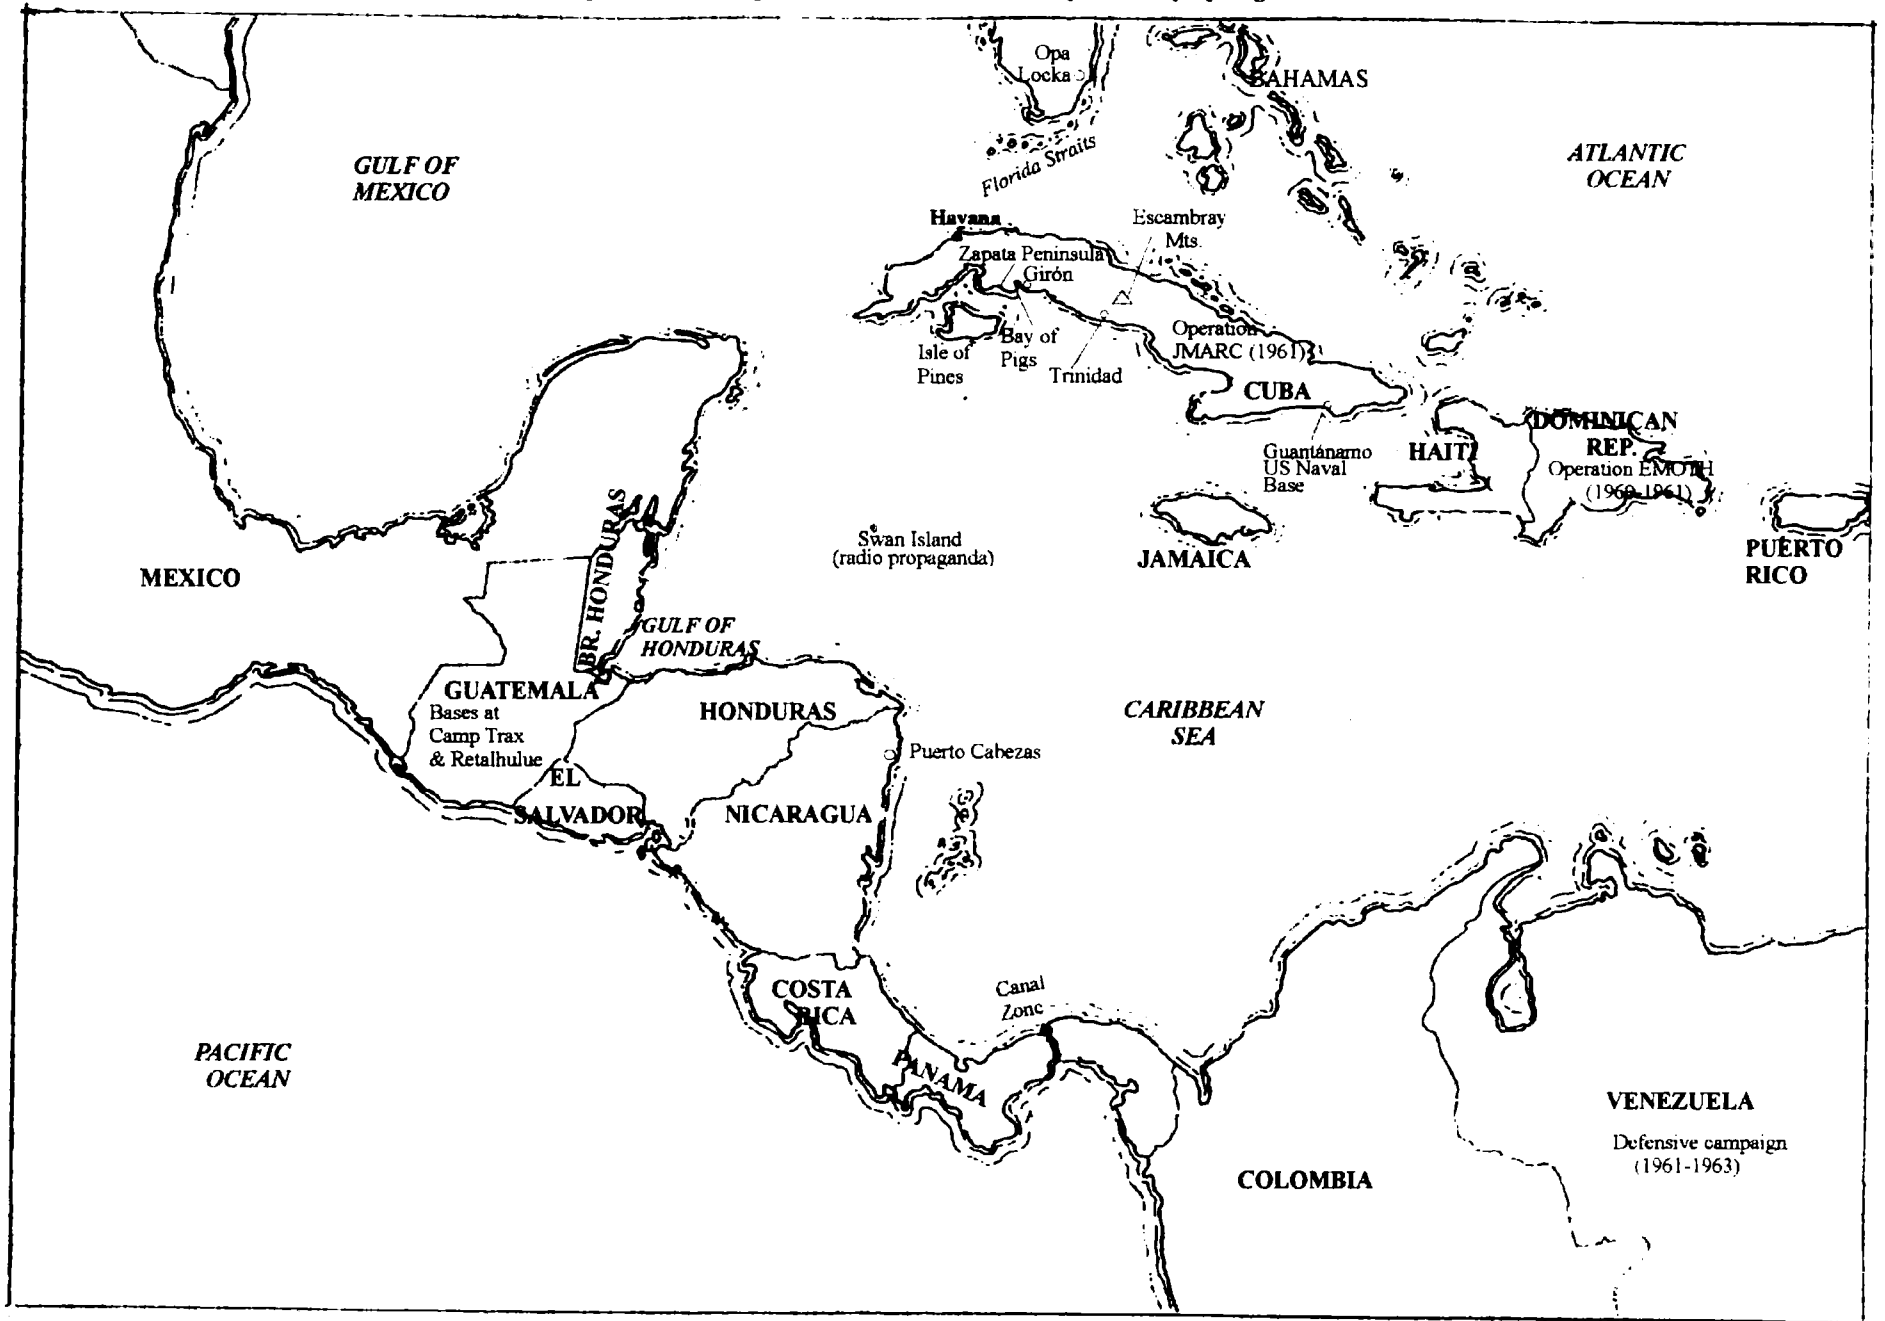 Opa
Locka
BAHAMAS
GULF OF
MEXICO
Florida Straits
ATLANTIC
OCEAN
Havana
Escambray
Mts.
Zapata Peninsula
Girón
Isle of
Pines
Bay of
Pigs
Trinidad
Operation
JMARC (1961)
CUBA
Guantánamo
US Naval
Base
HAITI
DOMINICAN
REP.
Operation EMOTH
(1960-1961)
PUERTO
RICO
JAMAICA
Swan Island
(radio propaganda)
MEXICO
BR. HONDURAS
GULF OF
HONDURAS
GUATEMALA
Bases at
Camp Trax
& Retalhulue
HONDURAS
CARIBBEAN
SEA
Puerto Cabezas
EL
SALVADOR
NICARAGUA
COSTA
RICA
Canal
Zone
PANAMA
PACIFIC
OCEAN
VENEZUELA
Defensive campaign
(1961-1963)
COLOMBIA